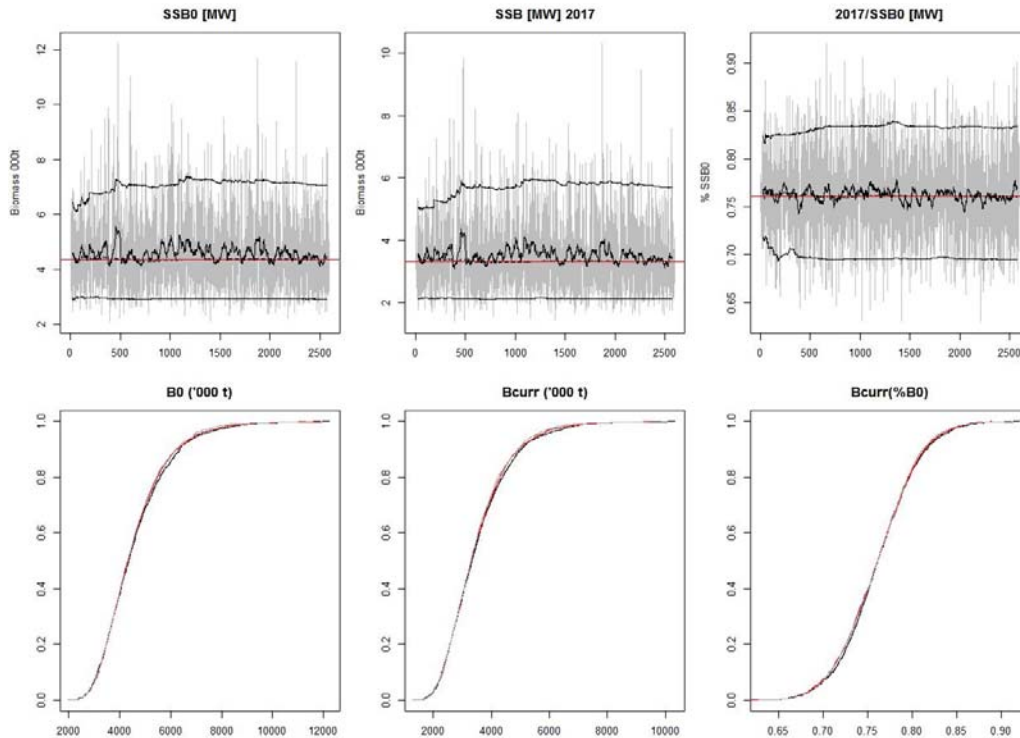 SSB0 [MW]
Biomass 000t
12
10
8
6
4
2
0 500 1000 1500 2000 2500
SSB [MW] 2017
Biomass 000t
10
8
6
4
2
0 500 1000 1500 2000 2500
2017/SSB0 [MW]
% SSB0
0.90
0.85
0.80
0.75
0.70
0.65
0 500 1000 1500 2000 2500
B0 ('000 t)
1.0
0.8
0.6
0.4
0.2
0.0
2000 4000 6000 8000 10000 12000
Bcurr ('000 t)
1.0
0.8
0.6
0.4
0.2
0.0
2000 4000 6000 8000 10000
Bcurr(%B0)
1.0
0.8
0.6
0.4
0.2
0.0
0.65 0.70 0.75 0.80 0.85 0.90